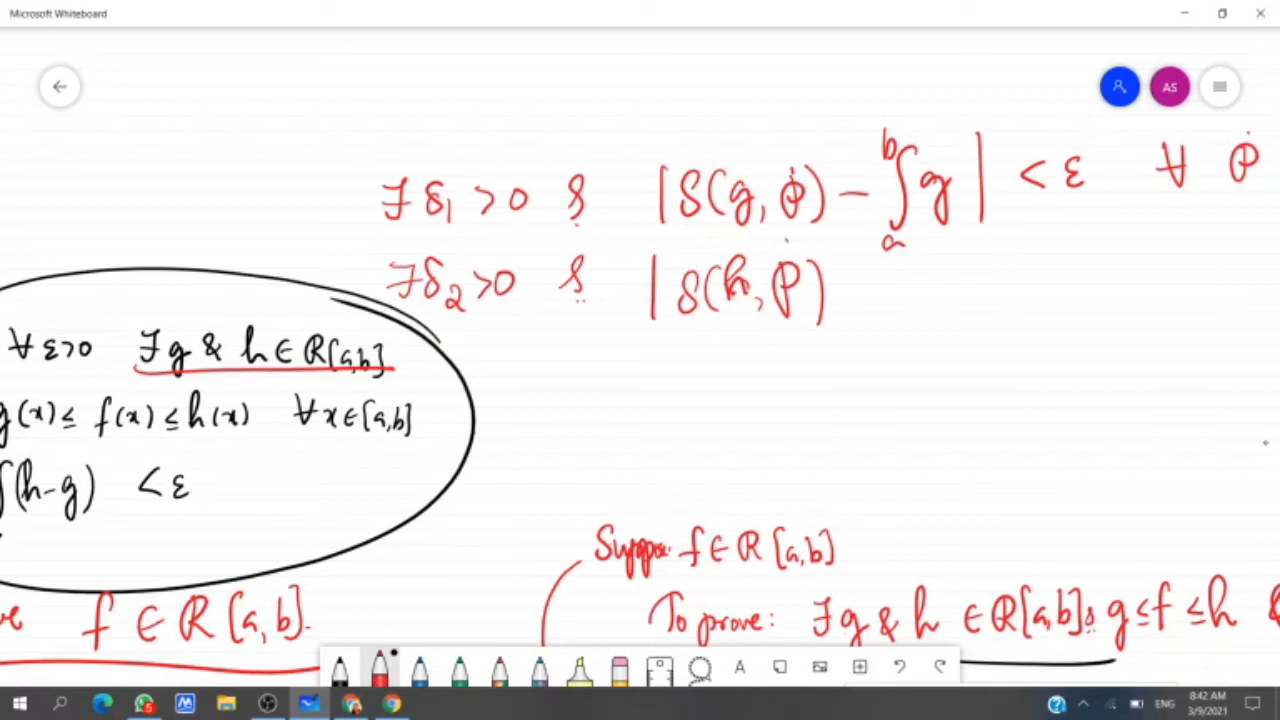 Microsoft Whiteboard
AS
∃ δ₁ > 0 ∋ |S(g, Ṗ) − ∫ₐᵇ g| < ε ∀ Ṗ
∃ δ₂ > 0 ∋ |S(h, Ṗ)
∀ ε>0 ∃ g & h ∈ R[a,b]
g(x) ≤ f(x) ≤ h(x) ∀ x ∈ [a,b]
∫(h−g) < ε
f ∈ R [a, b].
Suppose f ∈ R [a, b]
To prove: ∃ g & h ∈ R[a,b] ∋ g ≤ f ≤ h &
A
ENG
8:42 AM
3/9/2021